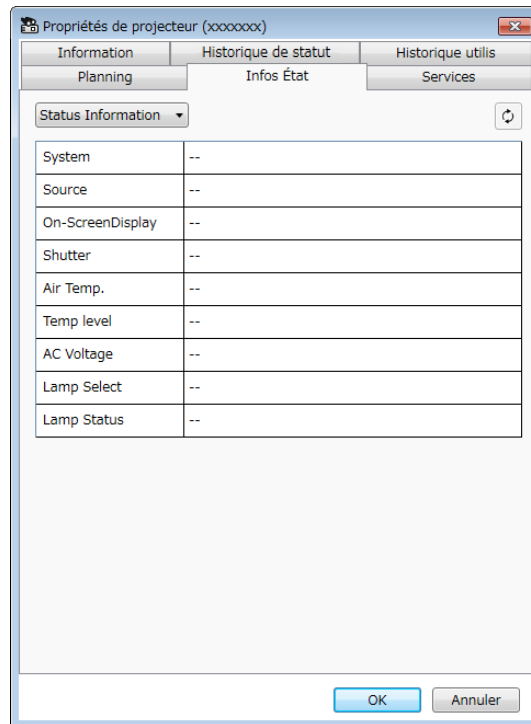 Propriétés de projecteur (xxxxxxx)
Information Historique de statut Historique utilis
Planning Infos État Services
Status Information
System --
Source --
On-ScreenDisplay --
Shutter --
Air Temp. --
Temp level --
AC Voltage --
Lamp Select --
Lamp Status --
OK Annuler